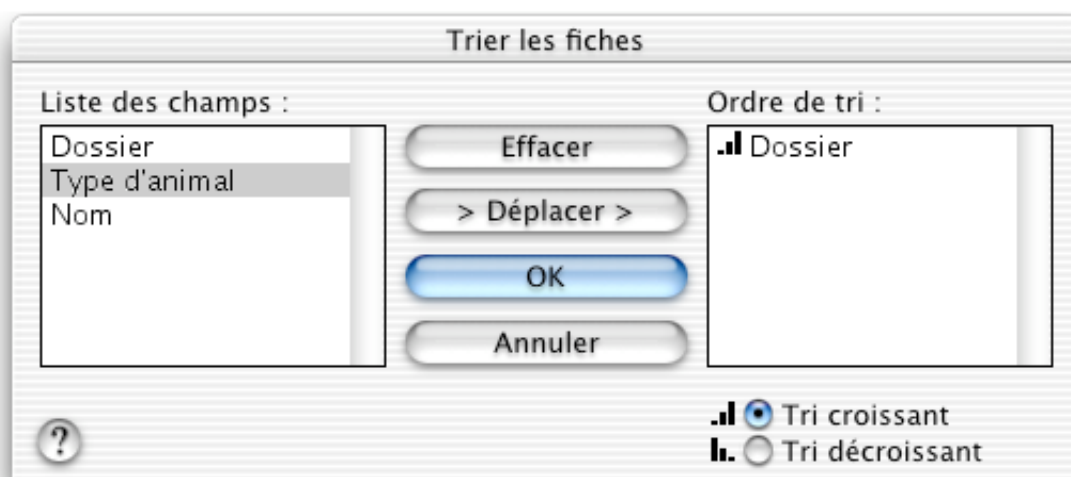 Trier les fiches
Liste des champs :
Dossier
Type d'animal
Nom
Effacer
> Déplacer >
OK
Annuler
Ordre de tri :
Dossier
Tri croissant
Tri décroissant
?